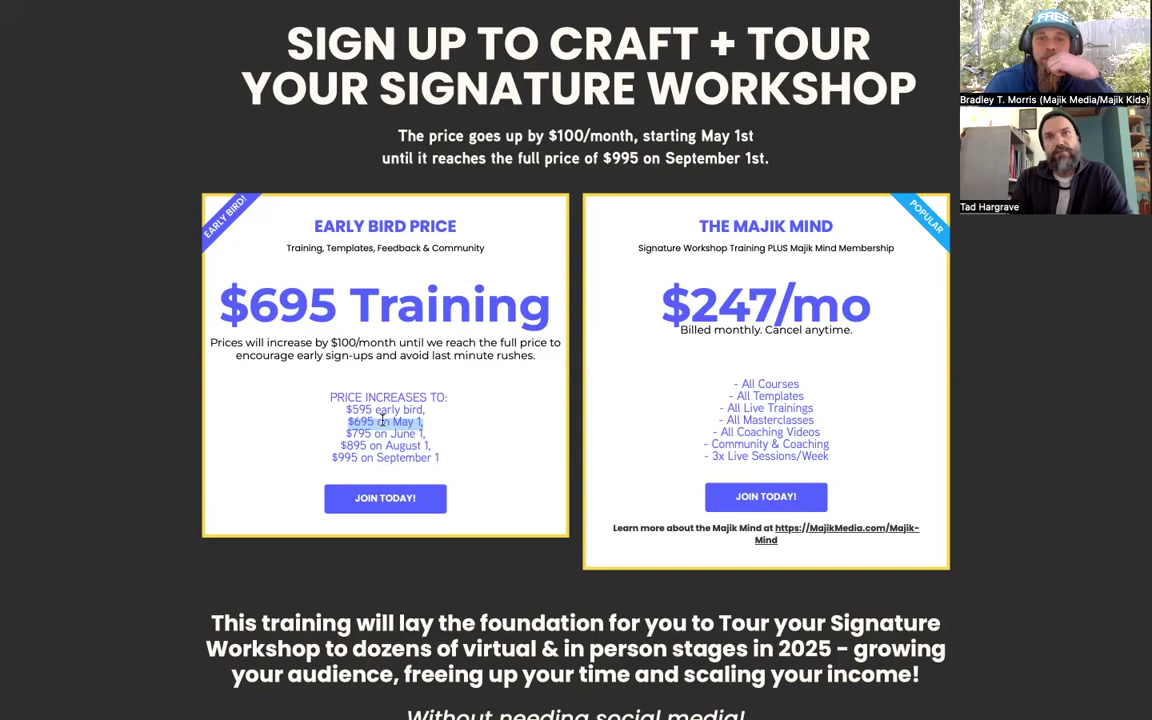 SIGN UP TO CRAFT + TOUR
YOUR SIGNATURE WORKSHOP
The price goes up by $100/month, starting May 1st
until it reaches the full price of $995 on September 1st.
EARLY BIRD!
EARLY BIRD PRICE
Training, Templates, Feedback & Community
$695 Training
Prices will increase by $100/month until we reach the full price to
encourage early sign-ups and avoid last minute rushes.
PRICE INCREASES TO:
$595 early bird,
$695 on May 1,
$795 on June 1,
$895 on August 1,
$995 on September 1
JOIN TODAY!
POPULAR
THE MAJIK MIND
Signature Workshop Training PLUS Majik Mind Membership
$247/mo
Billed monthly. Cancel anytime.
- All Courses
- All Templates
- All Live Trainings
- All Masterclasses
- All Coaching Videos
- Community & Coaching
- 3x Live Sessions/Week
JOIN TODAY!
Learn more about the Majik Mind at https://MajikMedia.com/Majik-
Mind
This training will lay the foundation for you to Tour your Signature
Workshop to dozens of virtual & in person stages in 2025 - growing
your audience, freeing up your time and scaling your income!
Without needing social media!
FREE
Bradley T. Morris (Majik Media/Majik Kids)
Tad Hargrave